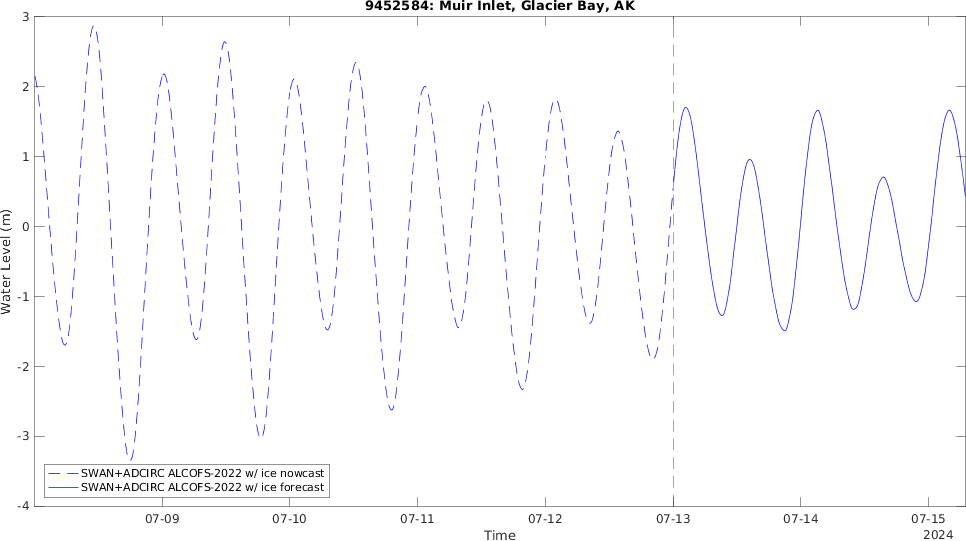 9452584: Muir Inlet, Glacier Bay, AK
3
2
1
0
-1
-2
-3
-4
Water Level (m)
SWAN+ADCIRC ALCOFS-2022 w/ ice nowcast
SWAN+ADCIRC ALCOFS-2022 w/ ice forecast
07-09 07-10 07-11 07-12 07-13 07-14 07-15
Time
2024